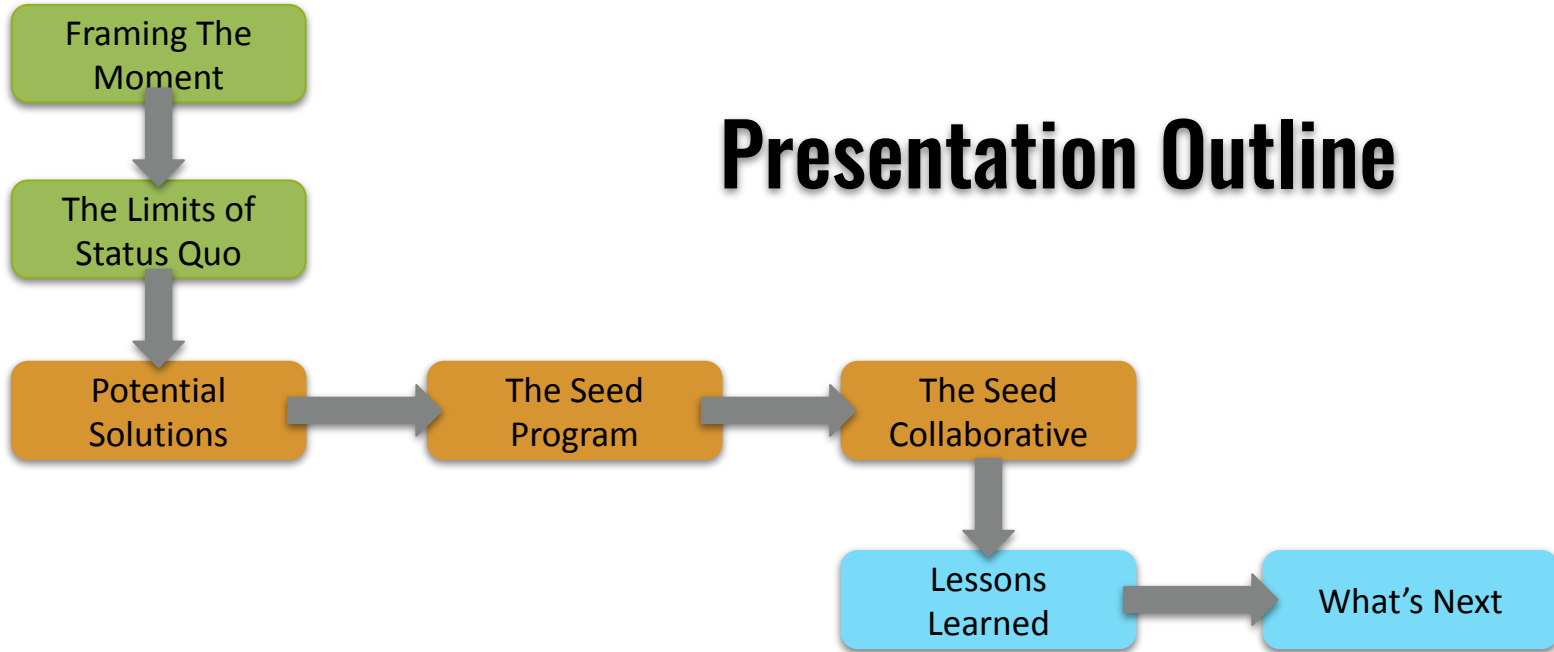 Framing The
Moment
Presentation Outline
The Limits of
Status Quo
Potential
Solutions
The Seed
Program
The Seed
Collaborative
Lessons
Learned
What’s Next